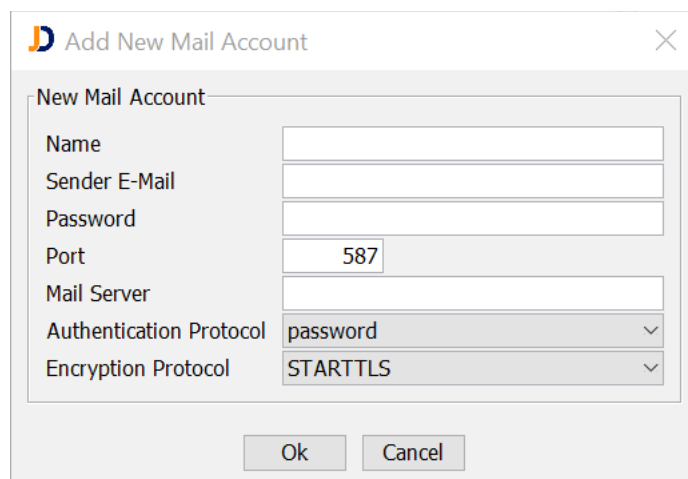 JD Add New Mail Account
New Mail Account
Name
Sender E-Mail
Password
Port 587
Mail Server
Authentication Protocol password
Encryption Protocol STARTTLS
Ok Cancel